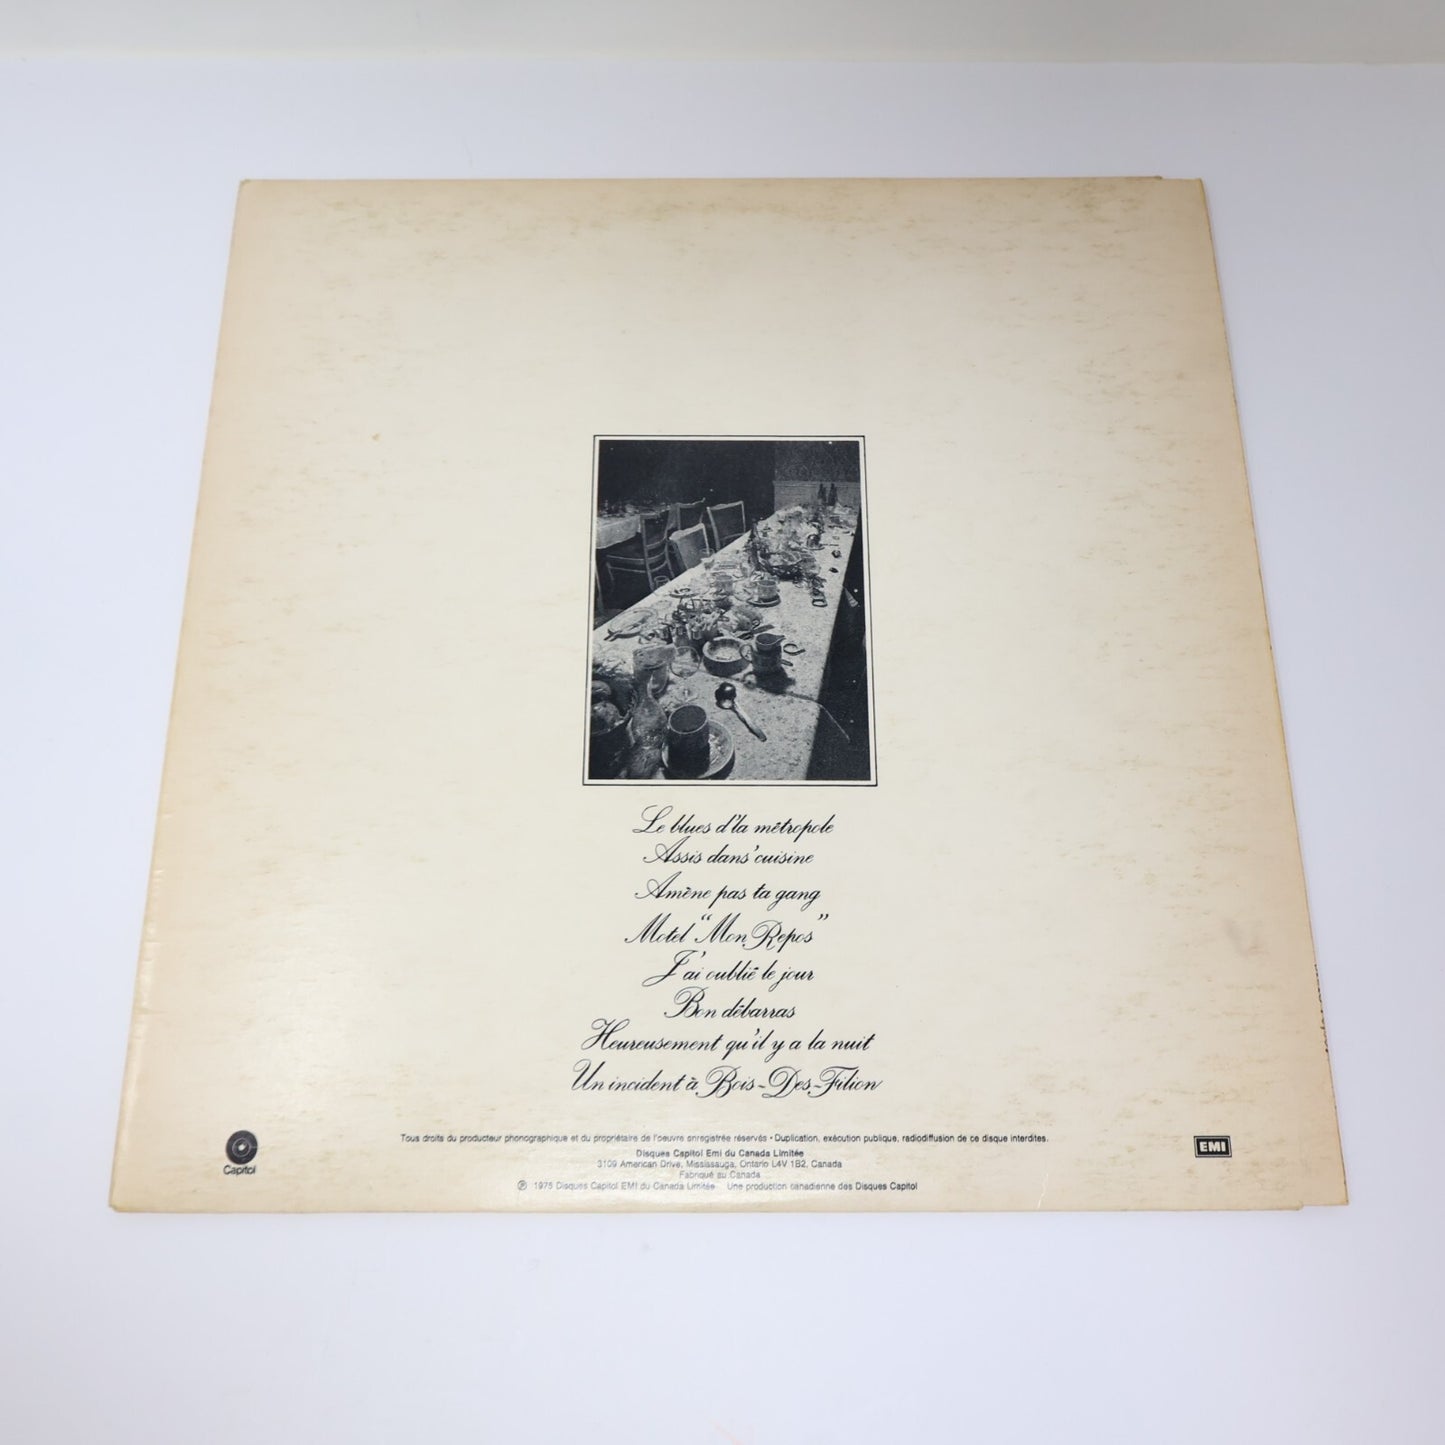 Le blues d'la métropole
Assis dans'cuisine
Amène pas ta gang
Motel "Mon Repos"
J'ai oublié le jour
Bon débarras
Heureusement qu'il y a la nuit
Un incident à Bois-Des-Filion
Tous droits du producteur phonographique et du propriétaire de l'oeuvre enregistrée réservés • Duplication, exécution publique, radiodiffusion de ce disque interdites.
Disques Capitol Emi du Canada Limitée
3109 American Drive, Mississauga, Ontario L4V 1B2, Canada
Fabriqué au Canada
℗ 1975 Disques Capitol EMI du Canada Limitée Une production canadienne des Disques Capitol
Capitol
EMI